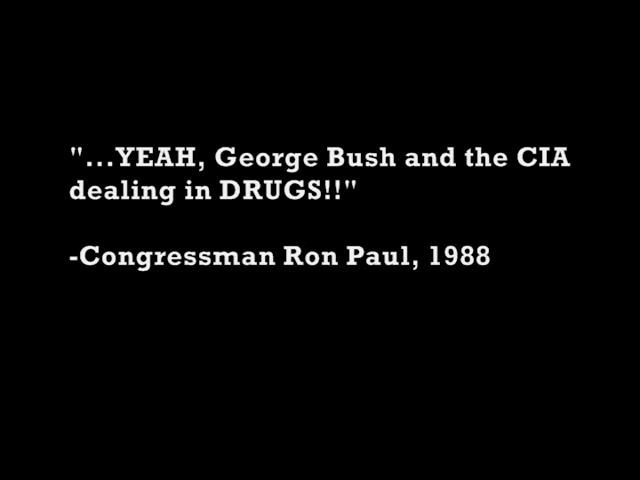 "...YEAH, George Bush and the CIA
dealing in DRUGS!!"
-Congressman Ron Paul, 1988